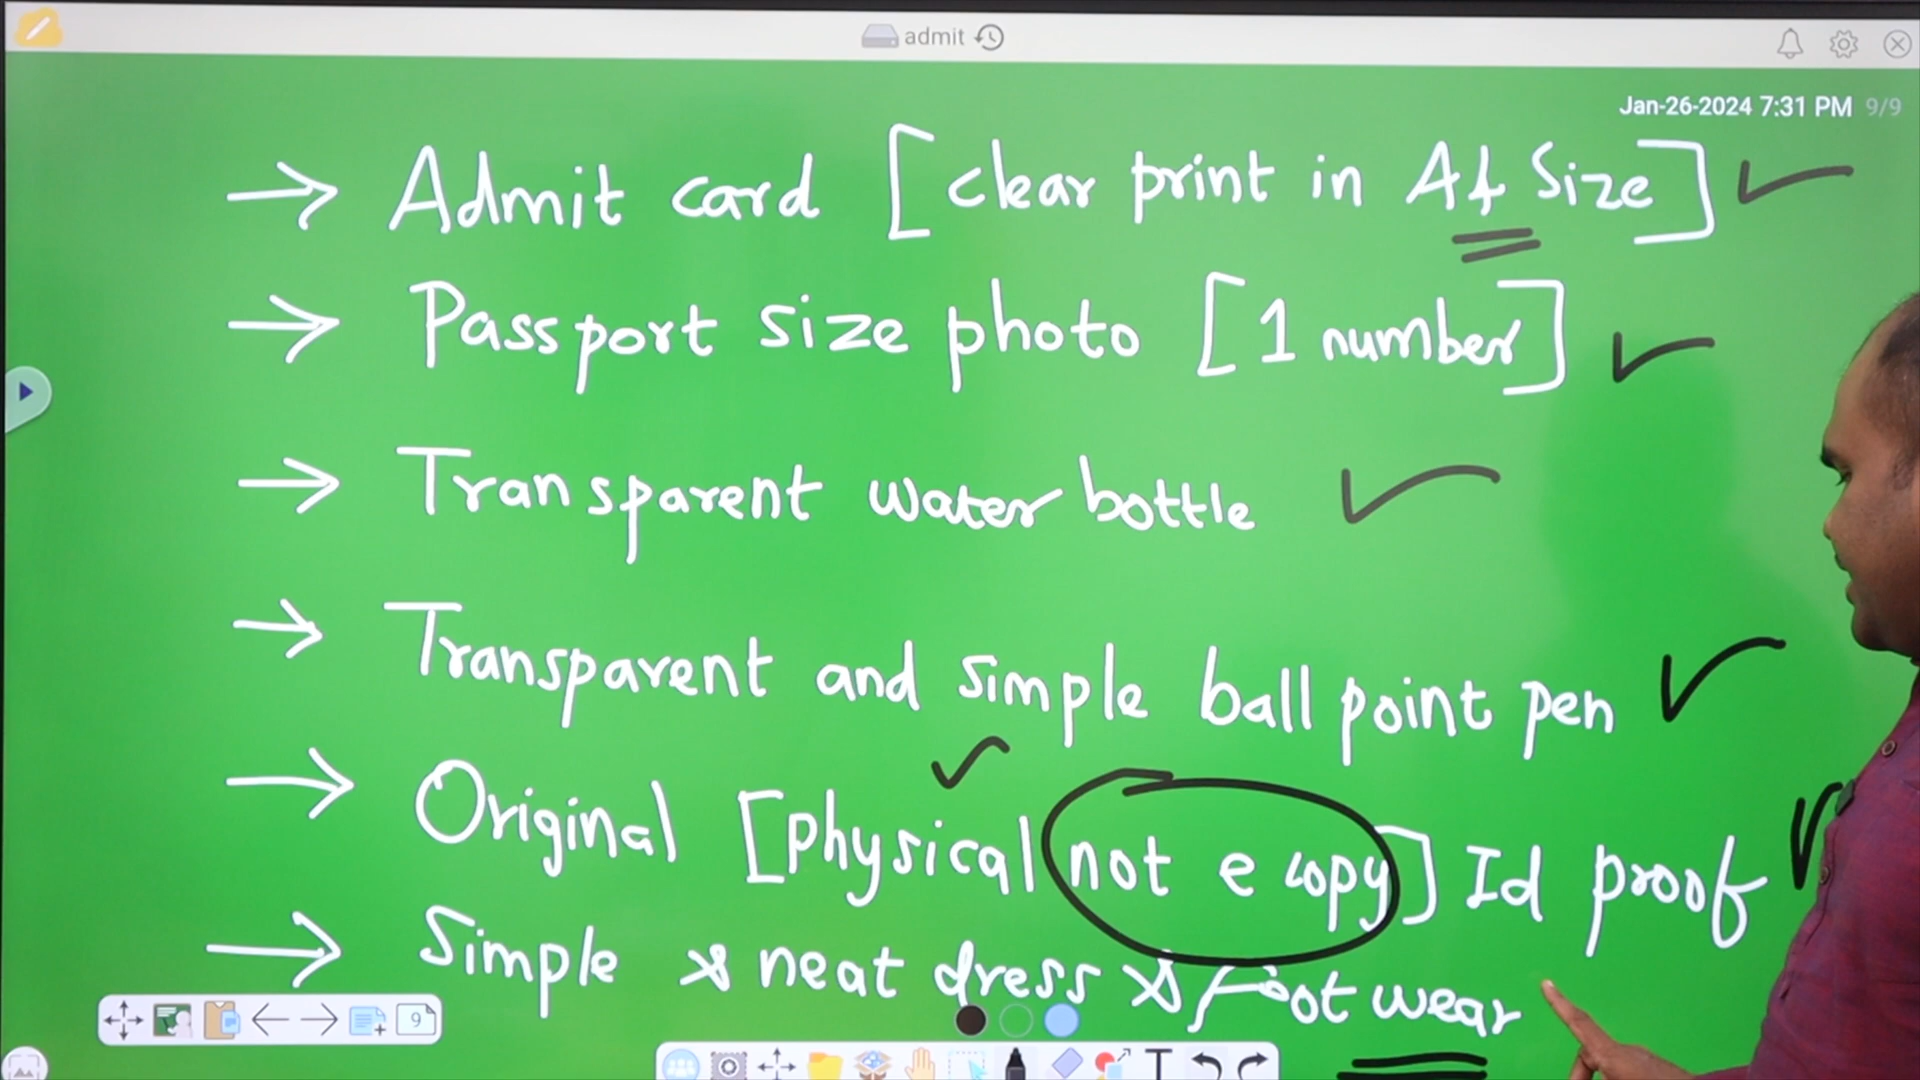 admit
Jan-26-2024 7:31 PM 9/9
→ Admit card [clear print in A4 Size]
→ Passport size photo [1 number]
→ Transparent water bottle
→ Transparent and simple ball point pen
→ Original [physical not e copy] Id proof
→ Simple & neat dress & foot wear
9
T